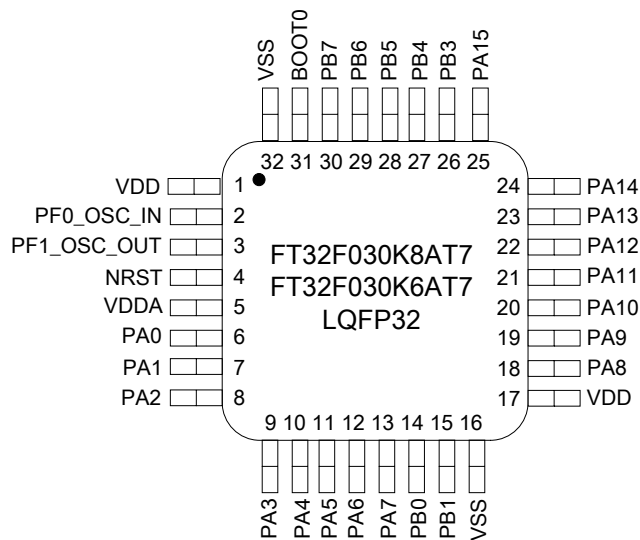 VSS
BOOT0
PB7
PB6
PB5
PB4
PB3
PA15
32 31 30 29 28 27 26 25
VDD 1
PF0_OSC_IN 2
PF1_OSC_OUT 3
NRST 4
VDDA 5
PA0 6
PA1 7
PA2 8
FT32F030K8AT7
FT32F030K6AT7
LQFP32
24 PA14
23 PA13
22 PA12
21 PA11
20 PA10
19 PA9
18 PA8
17 VDD
9 10 11 12 13 14 15 16
PA3
PA4
PA5
PA6
PA7
PB0
PB1
VSS